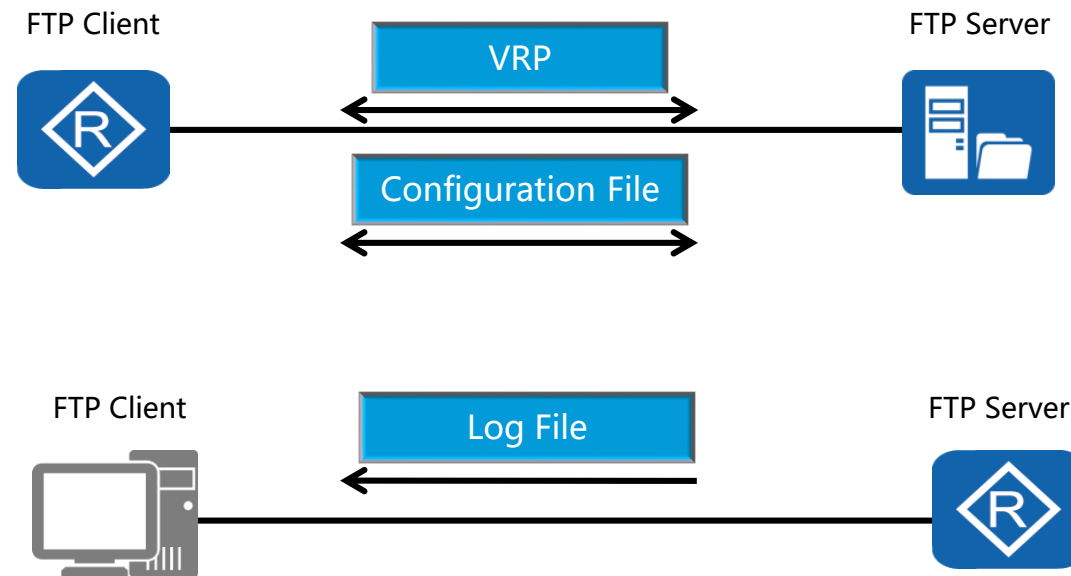 FTP Client
FTP Server
VRP
R
Configuration File
FTP Client
FTP Server
Log File
R